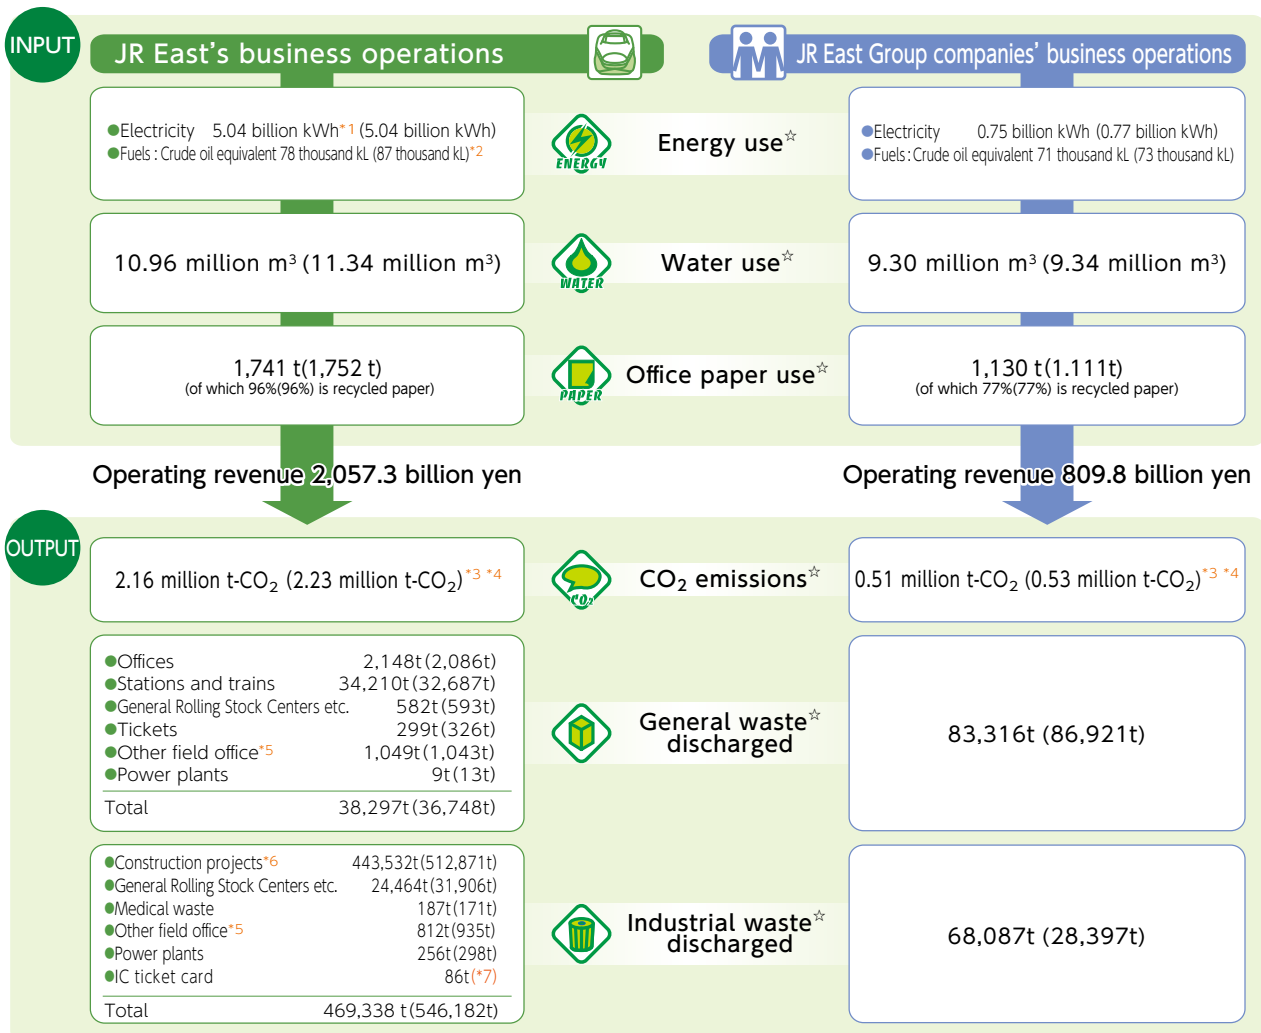 INPUT
JR East's business operations
JR East Group companies' business operations
●Electricity 5.04 billion kWh*1 (5.04 billion kWh)
●Fuels : Crude oil equivalent 78 thousand kL (87 thousand kL)*2
ENERGY
Energy use☆
●Electricity 0.75 billion kWh (0.77 billion kWh)
●Fuels : Crude oil equivalent 71 thousand kL (73 thousand kL)
10.96 million m³ (11.34 million m³)
WATER
Water use☆
9.30 million m³ (9.34 million m³)
1,741 t(1,752 t)
(of which 96%(96%) is recycled paper)
PAPER
Office paper use☆
1,130 t(1.111t)
(of which 77%(77%) is recycled paper)
Operating revenue 2,057.3 billion yen
Operating revenue 809.8 billion yen
OUTPUT
2.16 million t-CO₂ (2.23 million t-CO₂)*3 *4
CO₂
CO₂ emissions☆
0.51 million t-CO₂ (0.53 million t-CO₂)*3 *4
●Offices 2,148t(2,086t)
●Stations and trains 34,210t(32,687t)
●General Rolling Stock Centers etc. 582t(593t)
●Tickets 299t(326t)
●Other field office*5 1,049t(1,043t)
●Power plants 9t(13t)
Total 38,297t(36,748t)
General waste☆
discharged
83,316t (86,921t)
●Construction projects*6 443,532t(512,871t)
●General Rolling Stock Centers etc. 24,464t(31,906t)
●Medical waste 187t(171t)
●Other field office*5 812t(935t)
●Power plants 256t(298t)
●IC ticket card 86t(*7)
Total 469,338 t(546,182t)
Industrial waste☆
discharged
68,087t (28,397t)